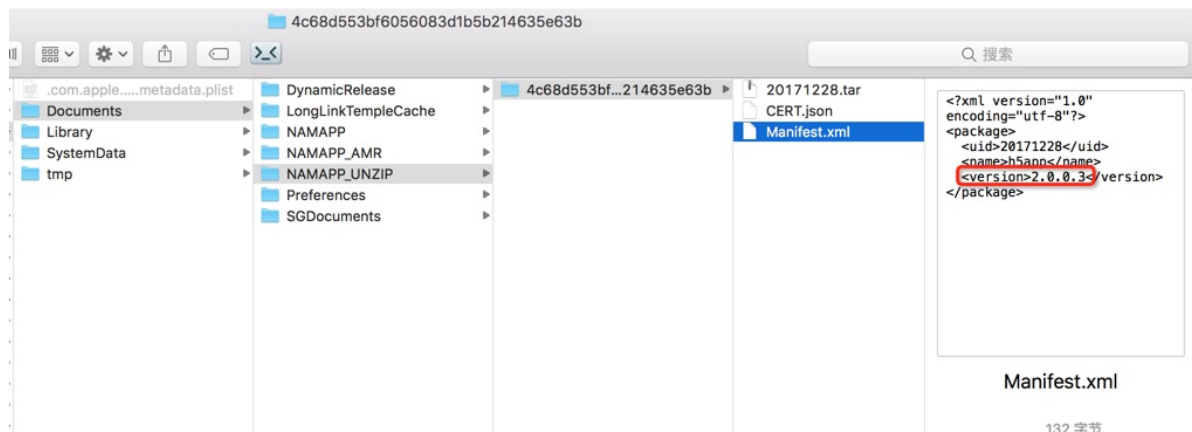 4c68d553bf6056083d1b5b214635e63b
搜索
.com.apple.....metadata.plist
Documents
Library
SystemData
tmp
DynamicRelease
LongLinkTempleCache
NAMAPP
NAMAPP_AMR
NAMAPP_UNZIP
Preferences
SGDocuments
4c68d553bf...214635e63b
20171228.tar
CERT.json
Manifest.xml
<?xml version="1.0"
encoding="utf-8"?>
<package>
<uid>20171228</uid>
<name>h5app</name>
<version>2.0.0.3</version>
</package>
Manifest.xml
132 字节